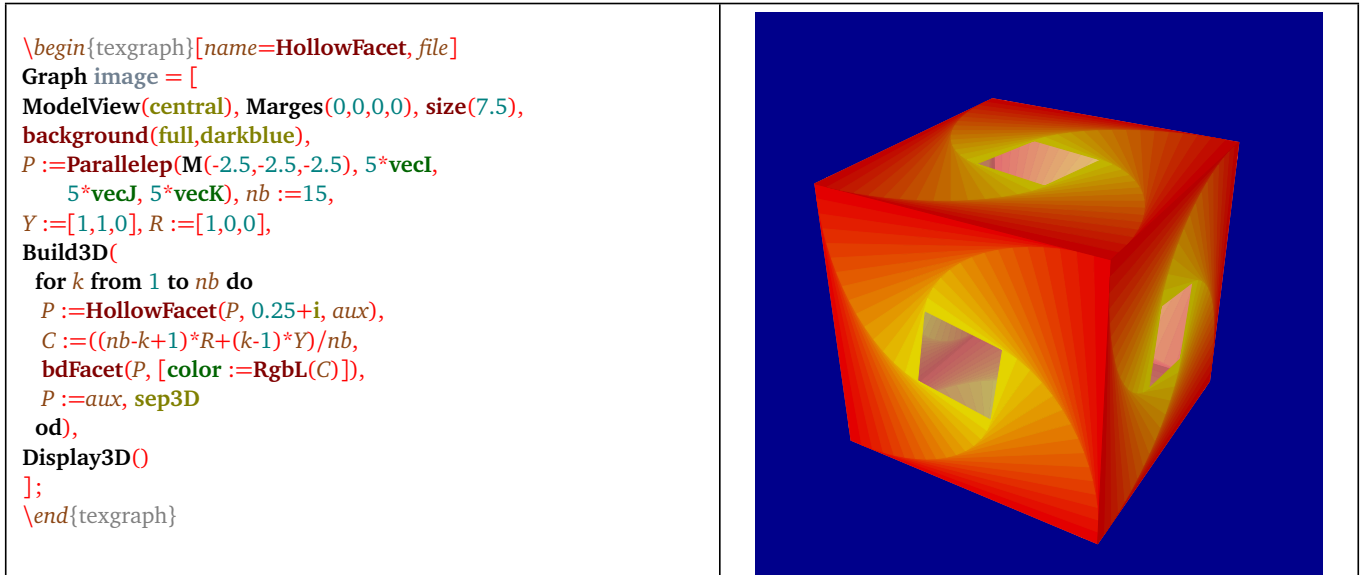 \begin{texgraph}[name=HollowFacet, file]
Graph image = [
ModelView(central), Marges(0,0,0,0), size(7.5),
background(full,darkblue),
P :=Parallelep(M(-2.5,-2.5,-2.5), 5*vecI,
5*vecJ, 5*vecK), nb :=15,
Y :=[1,1,0], R :=[1,0,0],
Build3D(
for k from 1 to nb do
P :=HollowFacet(P, 0.25+i, aux),
C :=((nb-k+1)*R+(k-1)*Y)/nb,
bdFacet(P, [color :=RgbL(C)]),
P :=aux, sep3D
od),
Display3D()
];
\end{texgraph}